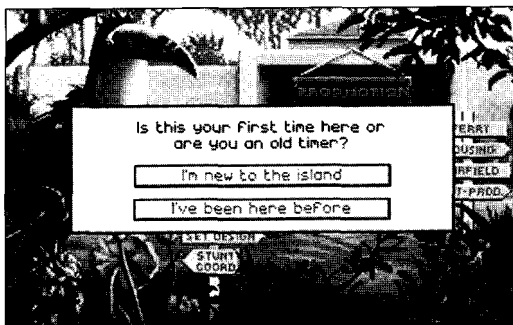 PRODUCTION
Is this your first time here or
are you an old timer?
I'm new to the island
I've been here before
SET DESIGN
STUNT
COORD